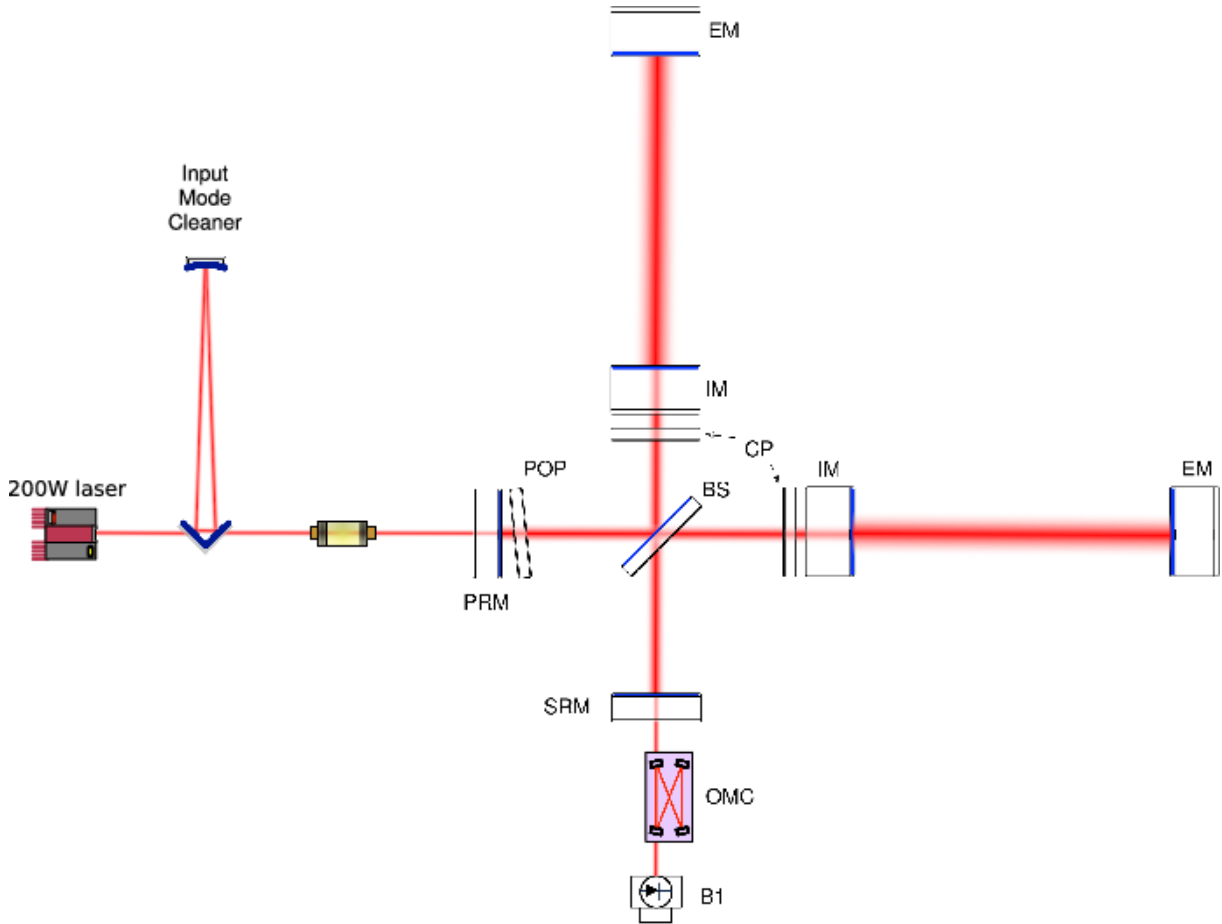 EM
Input
Mode
Cleaner
IM
CP
POP
BS
IM
EM
200W laser
PRM
SRM
OMC
B1